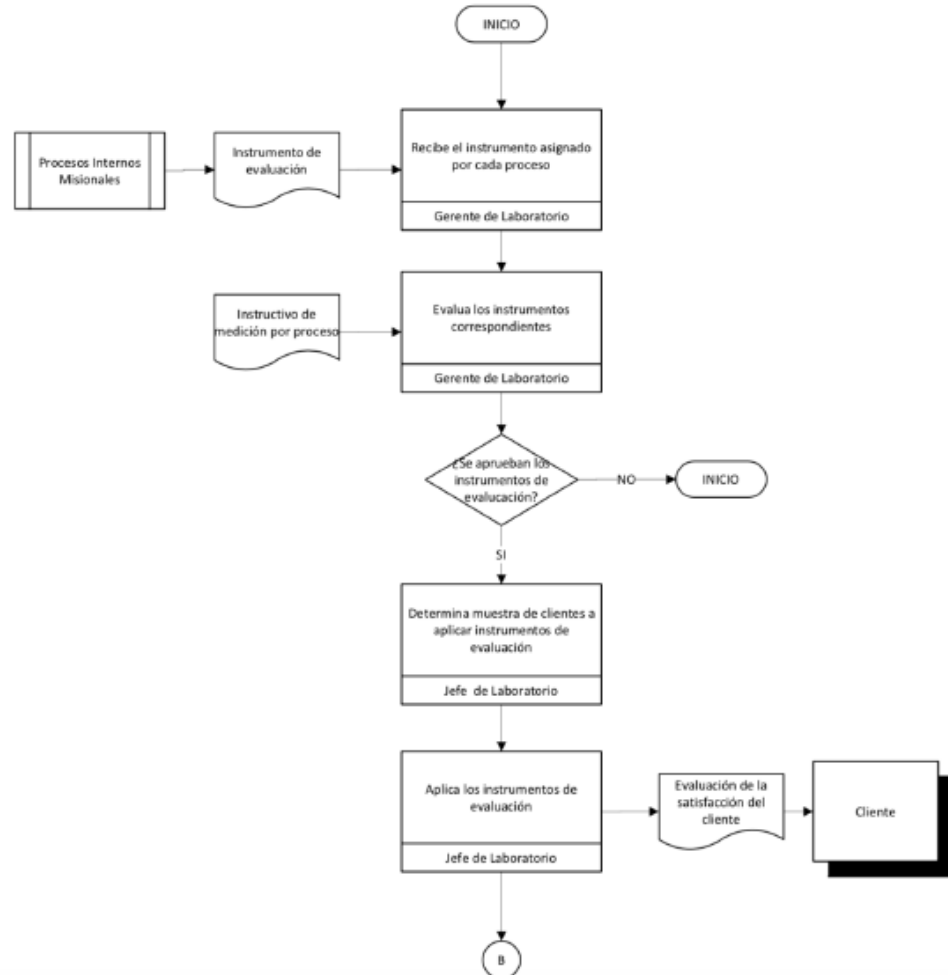 INICIO
Procesos Internos
Misionales
Instrumento de
evaluación
Recibe el instrumento asignado
por cada proceso
Gerente de Laboratorio
Instructivo de
medición por proceso
Evalua los instrumentos
correspondientes
Gerente de Laboratorio
¿Se aprueban los
instrumentos de
evalucación?
NO
INICIO
SI
Determina muestra de clientes a
aplicar instrumentos de
evaluación
Jefe de Laboratorio
Aplica los instrumentos de
evaluación
Jefe de Laboratorio
Evaluación de la
satisfacción del
cliente
Cliente
B